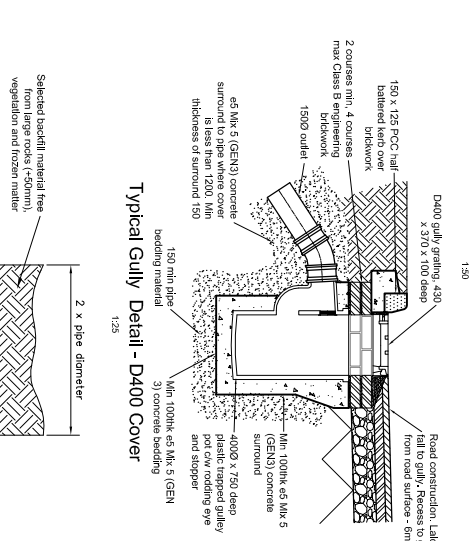 1:50
D400 gully grating, 430
x 370 x 100 deep
150 x 125 PCC half
battered kerb over
brickwork
2 courses min, 4 courses
max Class B engineering
brickwork
150Ø outlet
e5 Mix 5 (GEN3) concrete
surround to pipe where cover
is less than 1200. Min
thickness of surround 150
Road construction.
fall to gully. Recess to
from road surface - 6m
Min 100thk e5 Mix 5
(GEN3) concrete
surround
400Ø x 750 deep
plastic trapped gulley
pot c/w rodding eye
and stopper
Min 100thk e5 Mix 5 (GEN
3) concrete bedding
150 min pipe
bedding material
Typical Gully Detail - D400 Cover
1:25
2 x pipe diameter
Selected backfill material free
from large rocks (+50mm),
vegetation and frozen matter